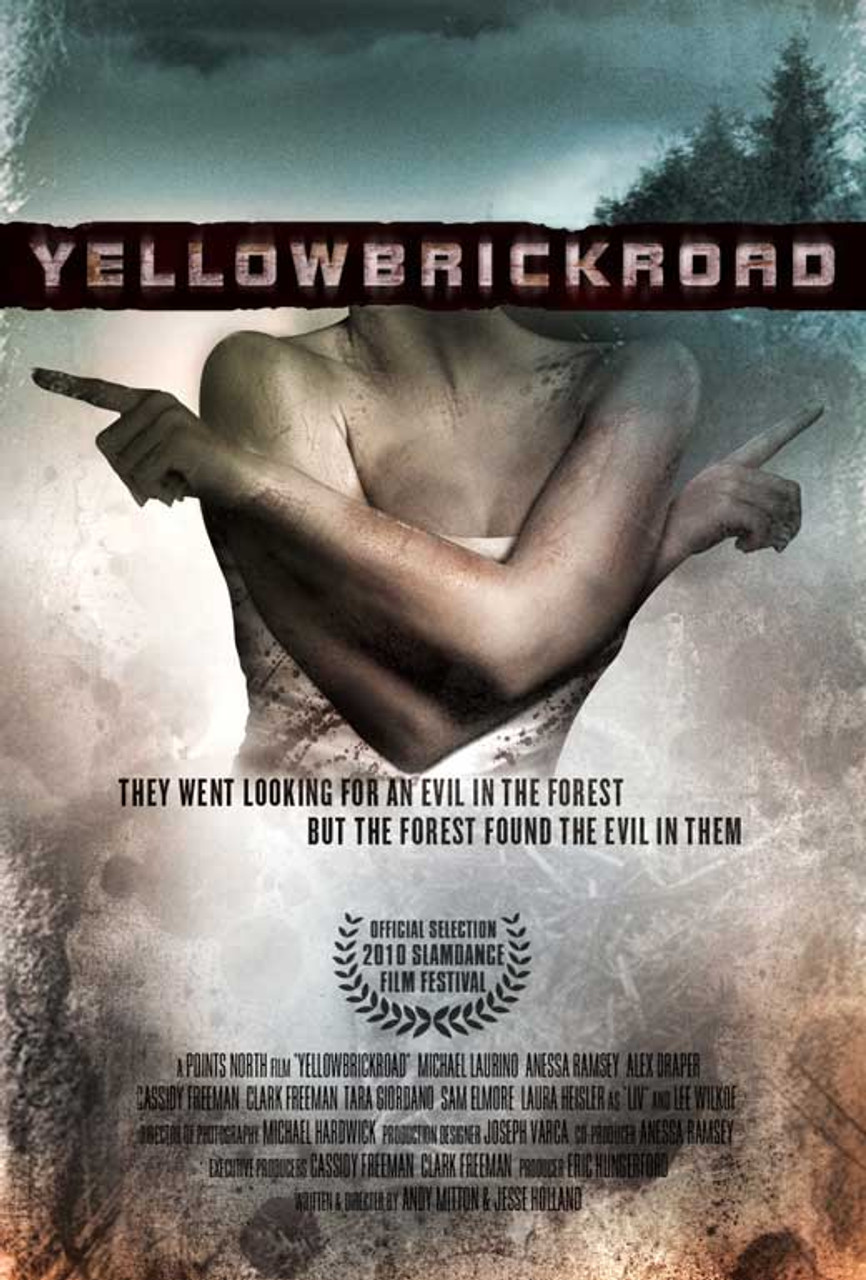 YELLOWBRICKROAD
THEY WENT LOOKING FOR AN EVIL IN THE FOREST
BUT THE FOREST FOUND THE EVIL IN THEM
OFFICIAL SELECTION
2010 SLAMDANCE
FILM FESTIVAL
A POINTS NORTH FILM "YELLOWBRICKROAD" MICHAEL LAURINO ANESSA RAMSEY ALEX DRAPER
CASSIDY FREEMAN CLARK FREEMAN TARA GIORDANO SAM ELMORE LAURA HEISLER AS "LIV" AND LEE WILKOF
DIRECTOR OF PHOTOGRAPHY MICHAEL HARDWICK PRODUCTION DESIGNER JOSEPH VARCA CO-PRODUCER ANESSA RAMSEY
EXECUTIVE PRODUCERS CASSIDY FREEMAN CLARK FREEMAN PRODUCER ERIC HUNGERFORD
WRITTEN & DIRECTED BY ANDY MITTON & JESSE HOLLAND